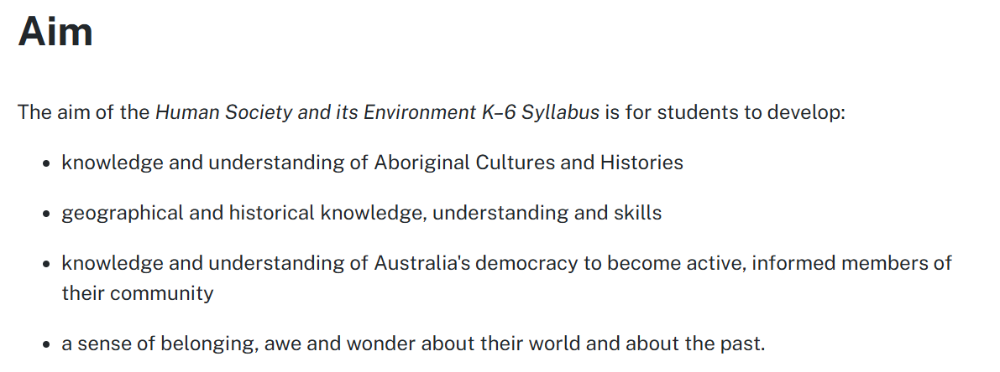 Aim
The aim of the Human Society and its Environment K–6 Syllabus is for students to develop:
• knowledge and understanding of Aboriginal Cultures and Histories
• geographical and historical knowledge, understanding and skills
• knowledge and understanding of Australia's democracy to become active, informed members of
their community
• a sense of belonging, awe and wonder about their world and about the past.